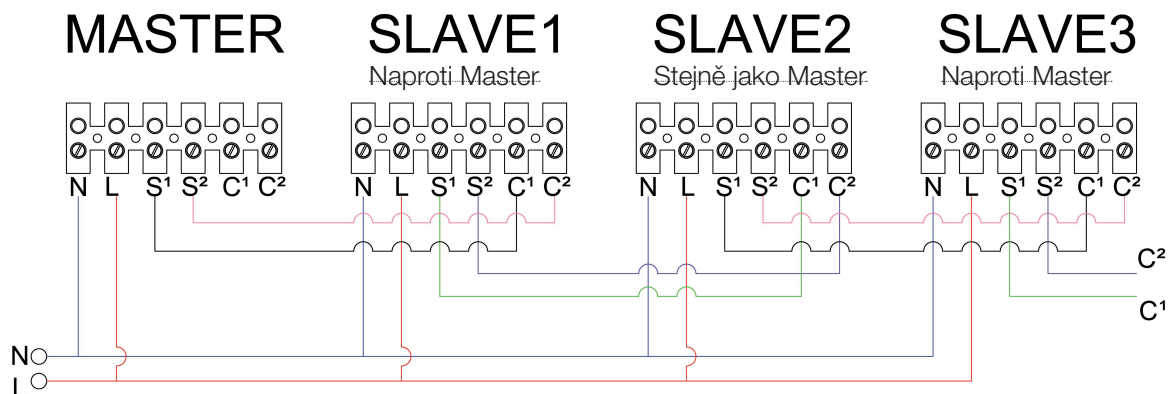 MASTER SLAVE1 SLAVE2 SLAVE3
Naproti Master Stejně jako Master Naproti Master
N L S¹ S² C¹ C² N L S¹ S² C¹ C² N L S¹ S² C¹ C² N L S¹ S² C¹ C²
C²
C¹
N
L